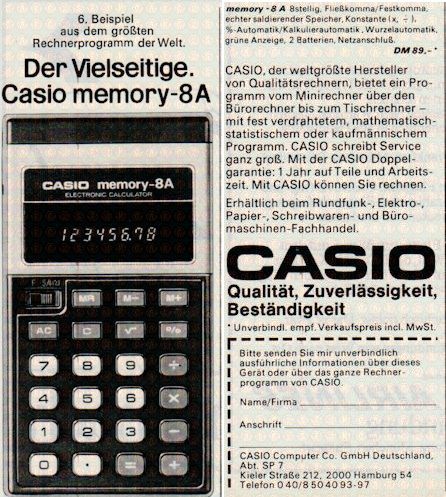 6. Beispiel
aus dem größten
Rechnerprogramm der Welt.
Der Vielseitige.
Casio memory-8A
CASIO memory-8A
ELECTRONIC CALCULATOR
123456.78
MR M− M+
AC C √ %
7 8 9 ÷
4 5 6 ×
1 2 3 −
0 · = +
memory - 8 A 8stellig, Fließkomma/Festkomma,
echter saldierender Speicher, Konstante (x, ÷ ),
%-Automatik/Kalkulierautomatik, Wurzelautomatik,
grüne Anzeige, 2 Batterien, Netzanschluß.
DM 89,-*
CASIO, der weltgrößte Hersteller
von Qualitätsrechnern, bietet ein Pro-
gramm vom Minirechner über den
Bürorechner bis zum Tischrechner –
mit fest verdrahtetem, mathematisch-
statistischem oder kaufmännischem
Programm. CASIO schreibt Service
ganz groß. Mit der CASIO Doppel-
garantie: 1 Jahr auf Teile und Arbeits-
zeit. Mit CASIO können Sie rechnen.
Erhältlich beim Rundfunk-, Elektro-,
Papier-, Schreibwaren- und Büro-
maschinen-Fachhandel.
CASIO
Qualität, Zuverlässigkeit,
Beständigkeit
* Unverbindl. empf. Verkaufspreis incl. MwSt.
Bitte senden Sie mir unverbindlich
ausführliche Informationen über dieses
Gerät oder über das ganze Rechner-
programm von CASIO.
Name/Firma
Anschrift
CASIO Computer Co. GmbH Deutschland,
Abt. SP 7
Kieler Straße 212, 2000 Hamburg 54
Telefon 0 40/8 50 40 93-97